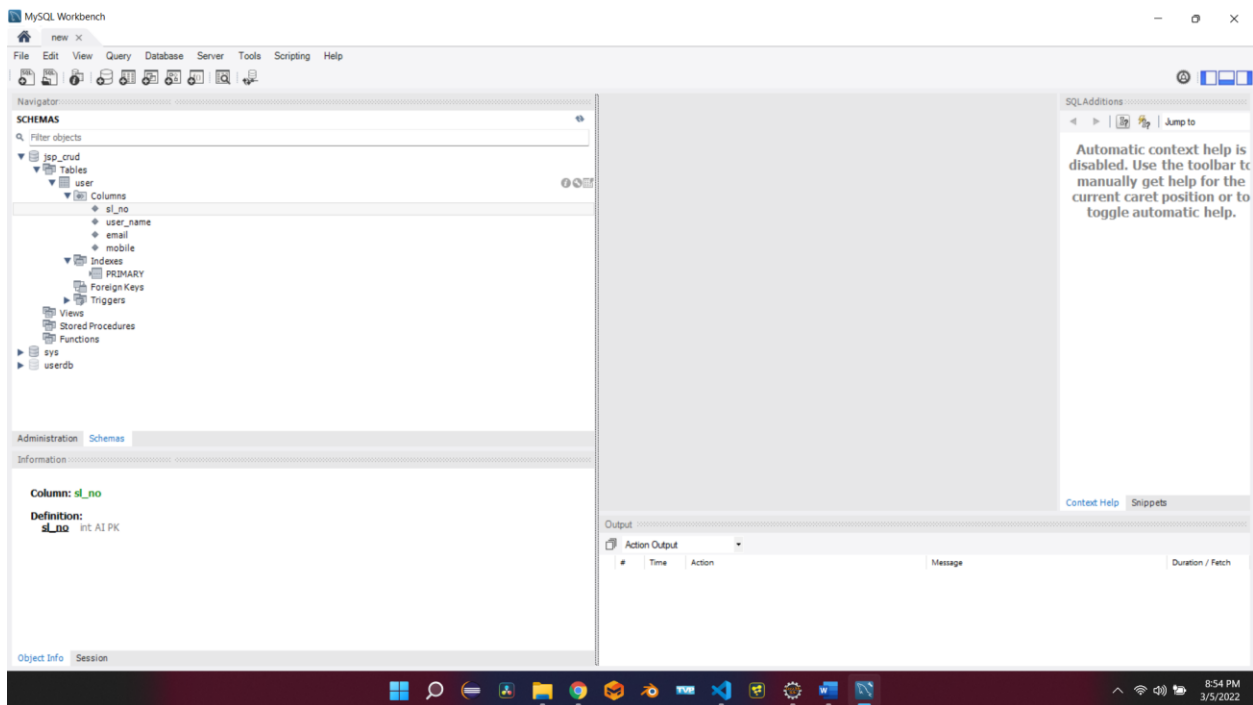 MySQL Workbench
new ×
File Edit View Query Database Server Tools Scripting Help
Navigator
SCHEMAS
Filter objects
jsp_crud
Tables
user
Columns
sl_no
user_name
email
mobile
Indexes
PRIMARY
Foreign Keys
Triggers
Views
Stored Procedures
Functions
sys
userdb
Administration Schemas
Information
Column: sl_no
Definition:
sl_no int AI PK
Object Info Session
SQLAdditions
Jump to
Automatic context help is
disabled. Use the toolbar to
manually get help for the
current caret position or to
toggle automatic help.
Context Help Snippets
Output
Action Output
# Time Action Message Duration / Fetch
8:54 PM
3/5/2022